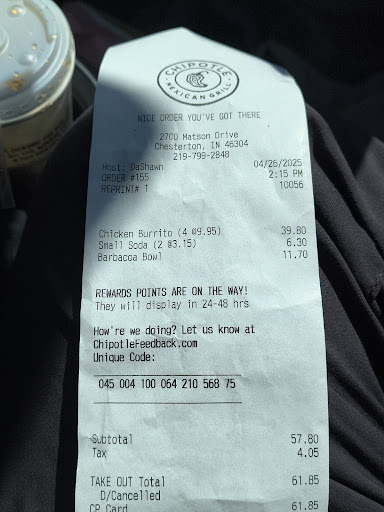 CHIPOTLE
MEXICAN GRILL
NICE ORDER YOU'VE GOT THERE
2700 Matson Drive
Chesterton, IN 46304
219-799-2848
Host: DaShawn 04/26/2025
ORDER #155 2:15 PM
REPRINT# 1 10056
Chicken Burrito (4 @9.95) 39.80
Small Soda (2 @3.15) 6.30
Barbacoa Bowl 11.70
REWARDS POINTS ARE ON THE WAY!
They will display in 24-48 hrs
How're we doing? Let us know at
ChipotleFeedback.com
Unique Code:
045 004 100 064 210 568 75
Subtotal 57.80
Tax 4.05
TAKE OUT Total 61.85
D/Cancelled
CP Card 61.85